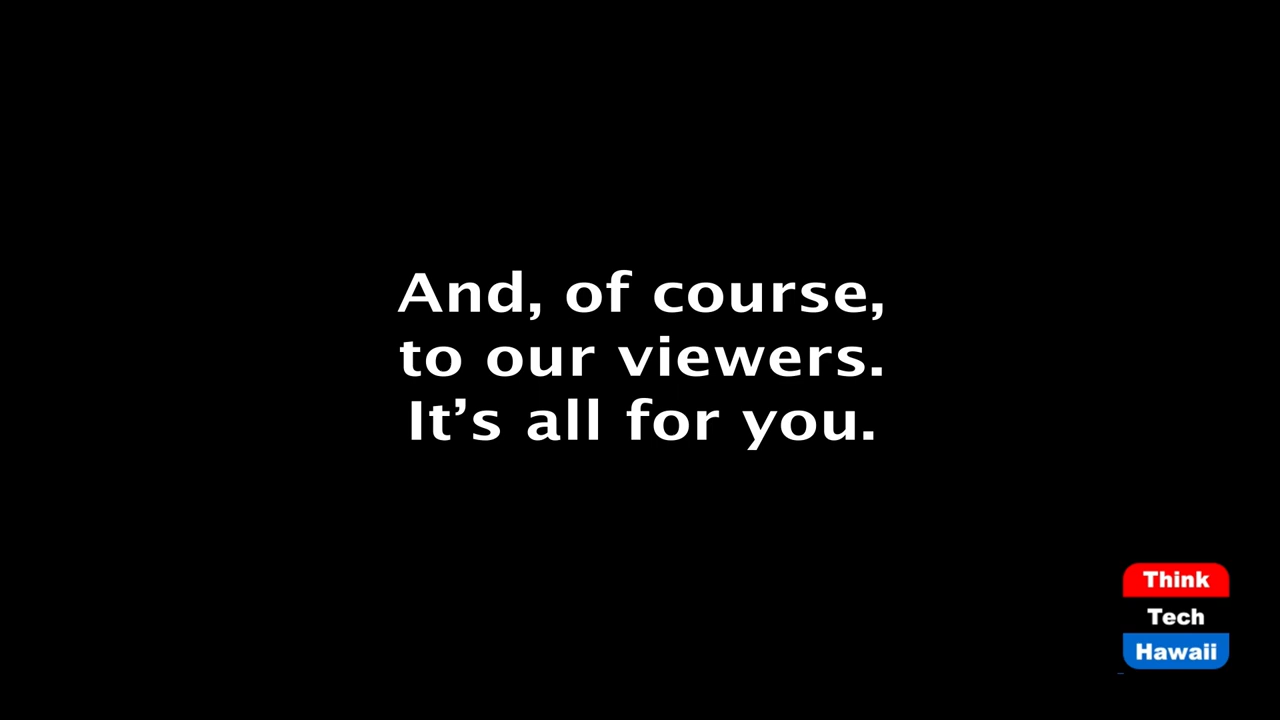 And, of course,
to our viewers.
It’s all for you.
Think
Tech
Hawaii